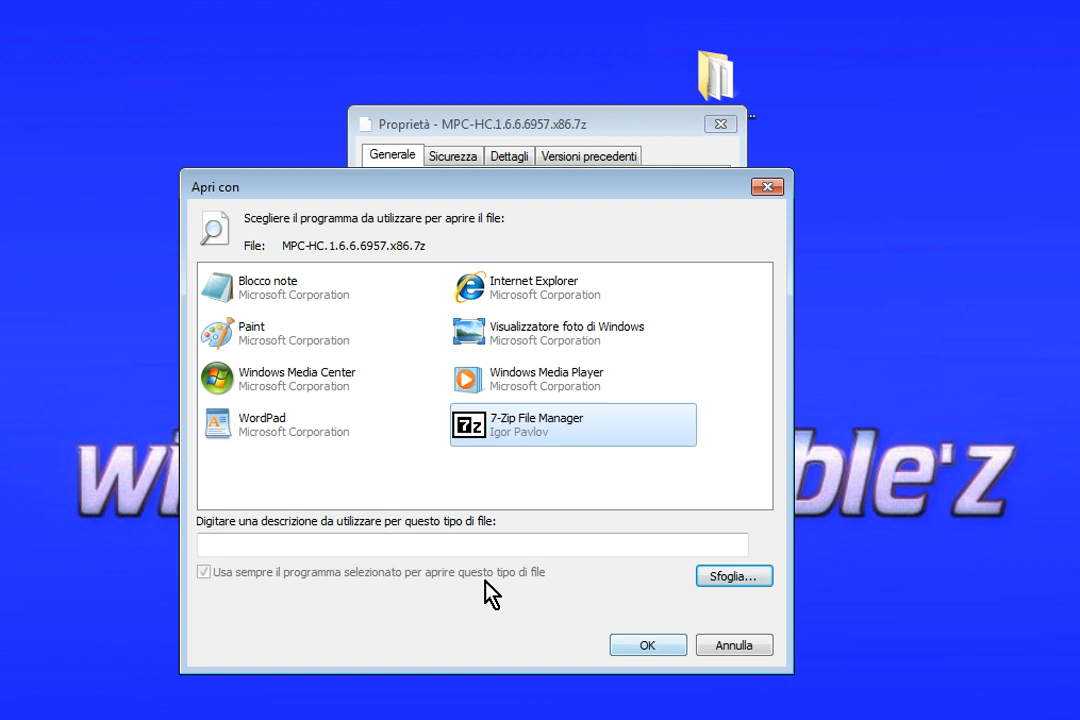 Proprietà - MPC-HC.1.6.6.6957.x86.7z
Generale Sicurezza Dettagli Versioni precedenti
Apri con
Scegliere il programma da utilizzare per aprire il file:
File: MPC-HC.1.6.6.6957.x86.7z
Blocco note
Microsoft Corporation
Internet Explorer
Microsoft Corporation
Paint
Microsoft Corporation
Visualizzatore foto di Windows
Microsoft Corporation
Windows Media Center
Microsoft Corporation
Windows Media Player
Microsoft Corporation
WordPad
Microsoft Corporation
7z
7-Zip File Manager
Igor Pavlov
wi ble'z
Digitare una descrizione da utilizzare per questo tipo di file:
Usa sempre il programma selezionato per aprire questo tipo di file
Sfoglia...
OK Annulla